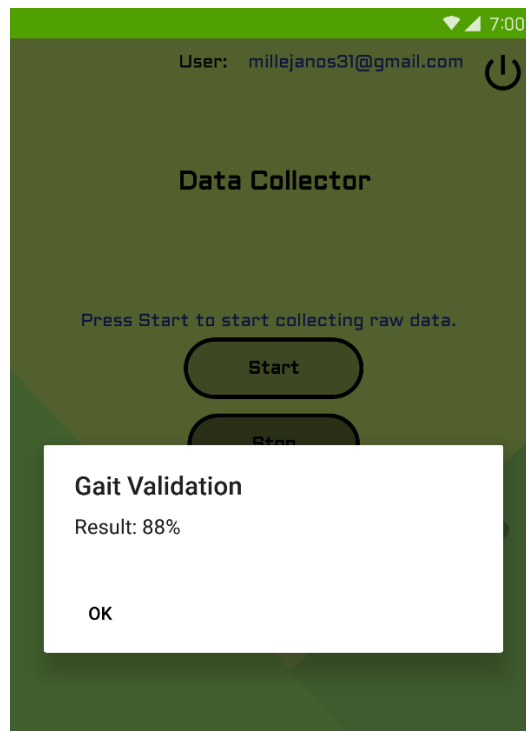 7:00
User: millejanos31@gmail.com
Data Collector
Press Start to start collecting raw data.
Start
Stop
Gait Validation
Result: 88%
OK